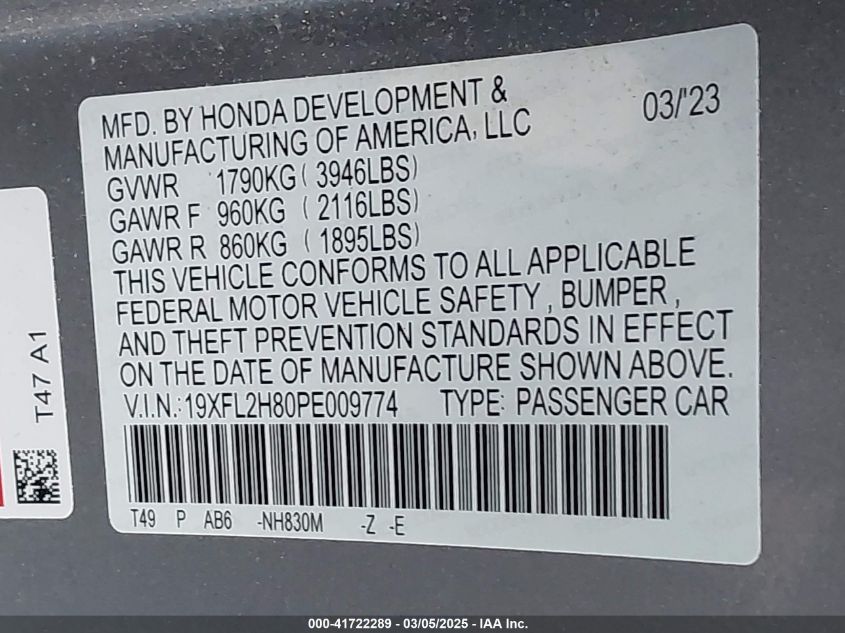 MFD. BY HONDA DEVELOPMENT &
MANUFACTURING OF AMERICA, LLC
03/'23
GVWR 1790KG ( 3946LBS)
GAWR F 960KG ( 2116LBS)
GAWR R 860KG ( 1895LBS)
THIS VEHICLE CONFORMS TO ALL APPLICABLE
FEDERAL MOTOR VEHICLE SAFETY , BUMPER ,
AND THEFT PREVENTION STANDARDS IN EFFECT
ON THE DATE OF MANUFACTURE SHOWN ABOVE.
V.I.N.:19XFL2H80PE009774 TYPE: PASSENGER CAR
T49 P AB6 -NH830M -Z -E
T47 A1
000-41722289 - 03/05/2025 - IAA Inc.